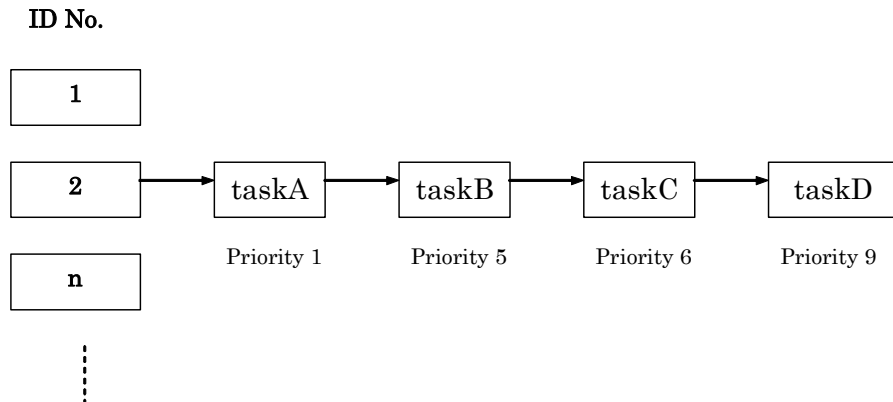 ID No.
1
2
taskA
taskB
taskC
taskD
Priority 1
Priority 5
Priority 6
Priority 9
n